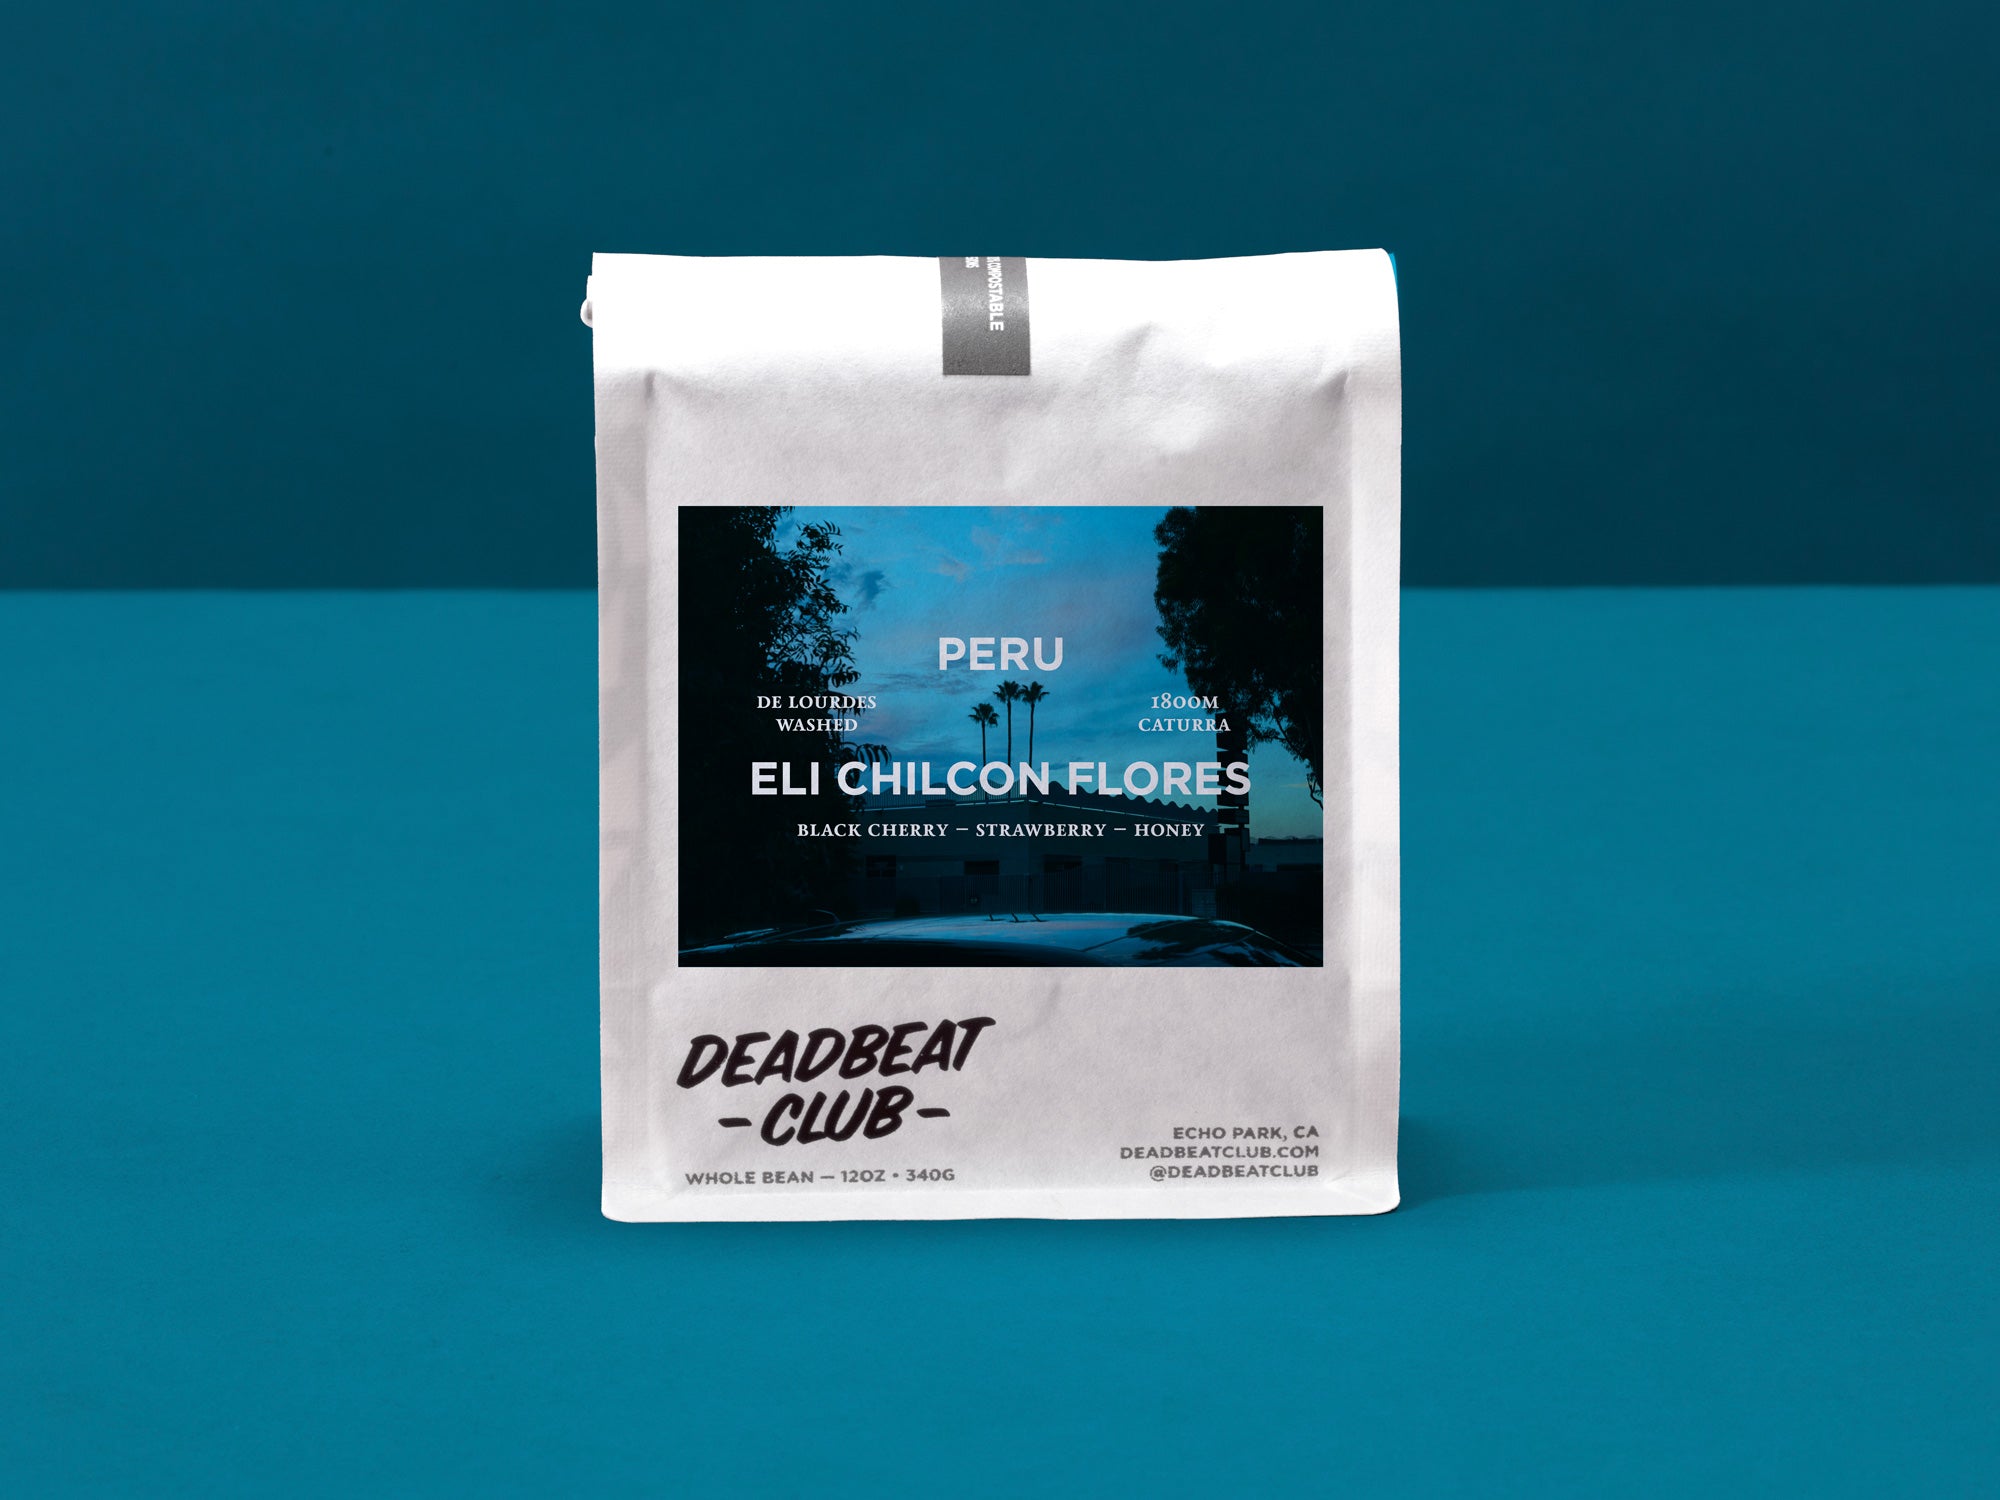 COMPOSTABLE
PERU
DE LOURDES
WASHED
1800M
CATURRA
ELI CHILCON FLORES
BLACK CHERRY – STRAWBERRY – HONEY
DEADBEAT
– CLUB –
WHOLE BEAN — 12OZ • 340G
ECHO PARK, CA
DEADBEATCLUB.COM
@DEADBEATCLUB